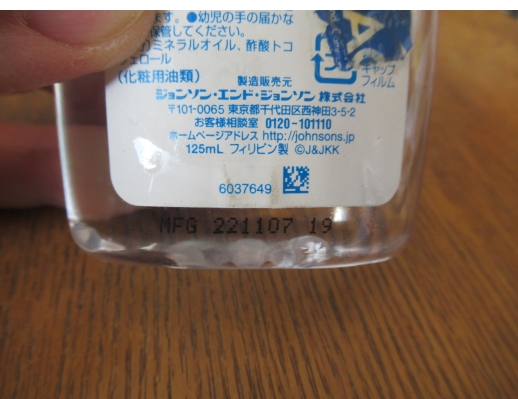 ます。●幼児の手の届かな
保管してください。
ミネラルオイル、酢酸トコ
フェロール
(化粧用油類)
キャップ
フィルム
製造販売元
ジョンソン・エンド・ジョンソン 株式会社
〒101-0065 東京都千代田区西神田3-5-2
お客様相談室 0120-101110
ホームページアドレス http://johnsons.jp
125mL フィリピン製 ©J&JKK
6037649
MFG 221107 19